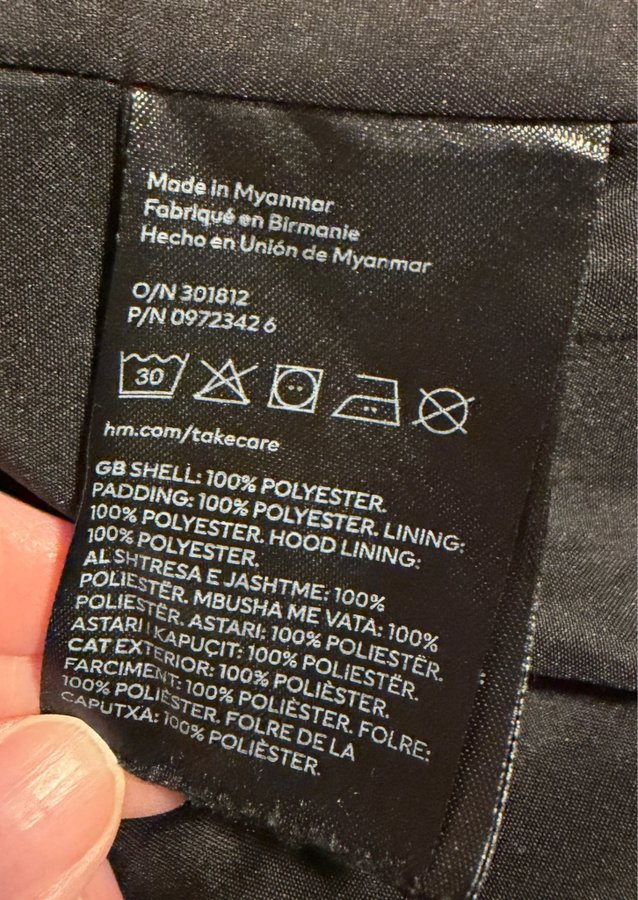 Made in Myanmar
Fabriqué en Birmanie
Hecho en Unión de Myanmar
O/N 301812
P/N 0972342 6
30
hm.com/takecare
GB SHELL: 100% POLYESTER.
PADDING: 100% POLYESTER. LINING:
100% POLYESTER. HOOD LINING:
100% POLYESTER.
AL SHTRESA E JASHTME: 100%
POLIESTËR. MBUSHA ME VATA: 100%
POLIESTËR. ASTARI: 100% POLIESTËR.
ASTARI I KAPUÇIT: 100% POLIESTËR.
CAT EXTERIOR: 100% POLIÈSTER.
FARCIMENT: 100% POLIÈSTER. FOLRE:
100% POLIÈSTER. FOLRE DE LA
CAPUTXA: 100% POLIÈSTER.